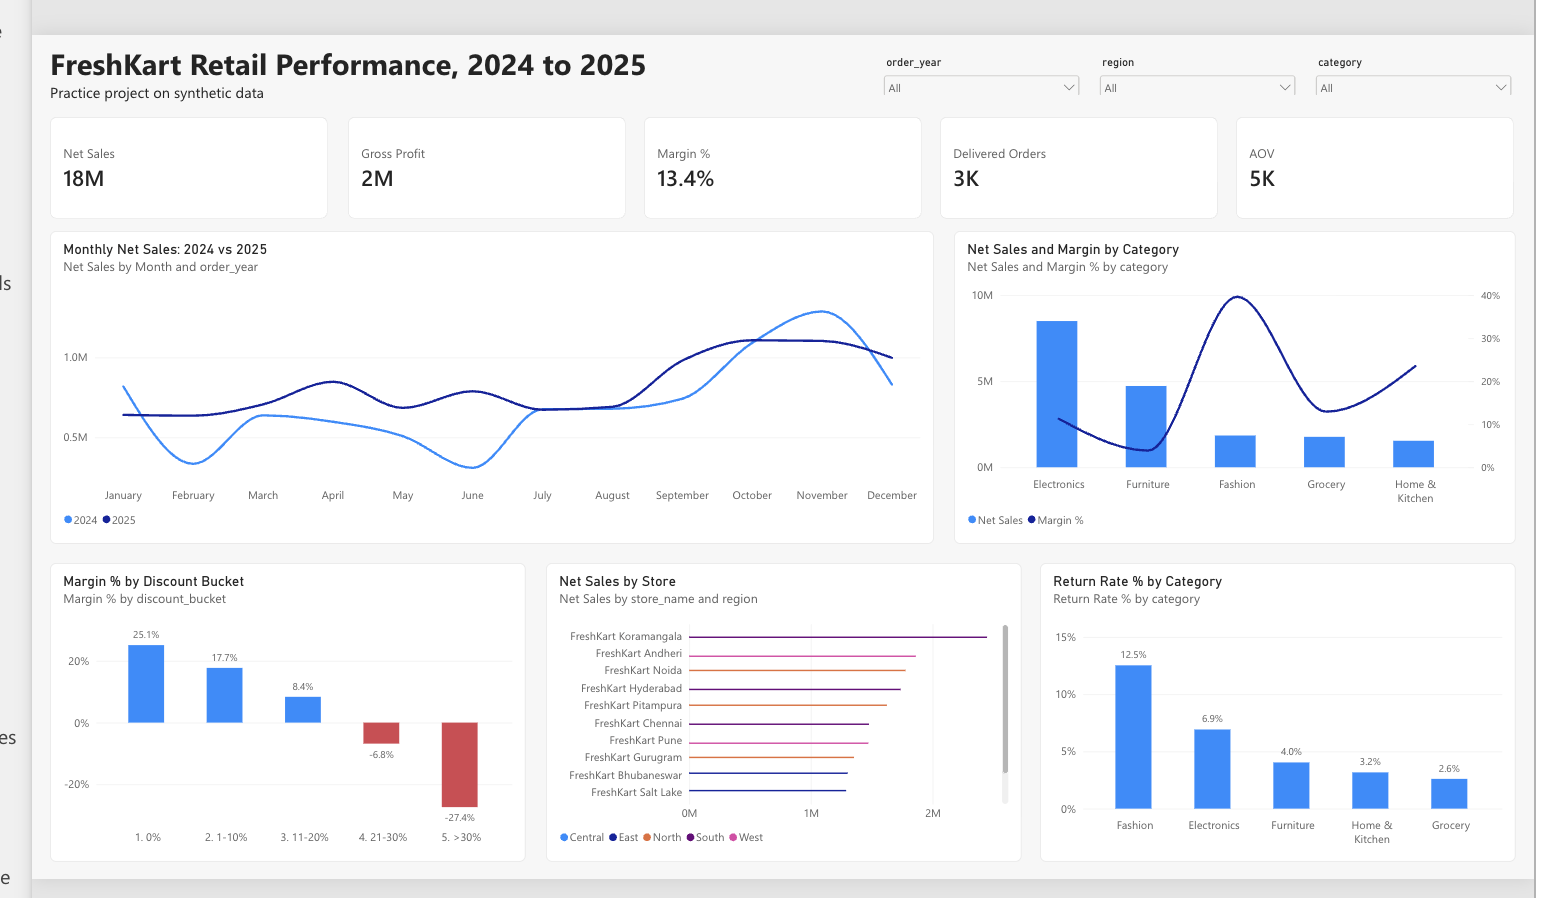 FreshKart Retail Performance, 2024 to 2025
Practice project on synthetic data
order_year
All
region
All
category
All
Net Sales
18M
Gross Profit
2M
Margin %
13.4%
Delivered Orders
3K
AOV
5K
Monthly Net Sales: 2024 vs 2025
Net Sales by Month and order_year
1.0M
0.5M
January February March April May June July August September October November December
2024 2025
Net Sales and Margin by Category
Net Sales and Margin % by category
10M 40%
30%
5M 20%
10%
0M 0%
Electronics Furniture Fashion Grocery Home &
Kitchen
Net Sales Margin %
Margin % by Discount Bucket
Margin % by discount_bucket
25.1%
17.7%
20%
8.4%
0%
-6.8%
-20%
-27.4%
1. 0% 2. 1-10% 3. 11-20% 4. 21-30% 5. >30%
Net Sales by Store
Net Sales by store_name and region
FreshKart Koramangala
FreshKart Andheri
FreshKart Noida
FreshKart Hyderabad
FreshKart Pitampura
FreshKart Chennai
FreshKart Pune
FreshKart Gurugram
FreshKart Bhubaneswar
FreshKart Salt Lake
0M 1M 2M
Central East North South West
Return Rate % by Category
Return Rate % by category
15%
12.5%
10%
6.9%
5% 4.0%
3.2%
2.6%
0%
Fashion Electronics Furniture Home &
Kitchen Grocery